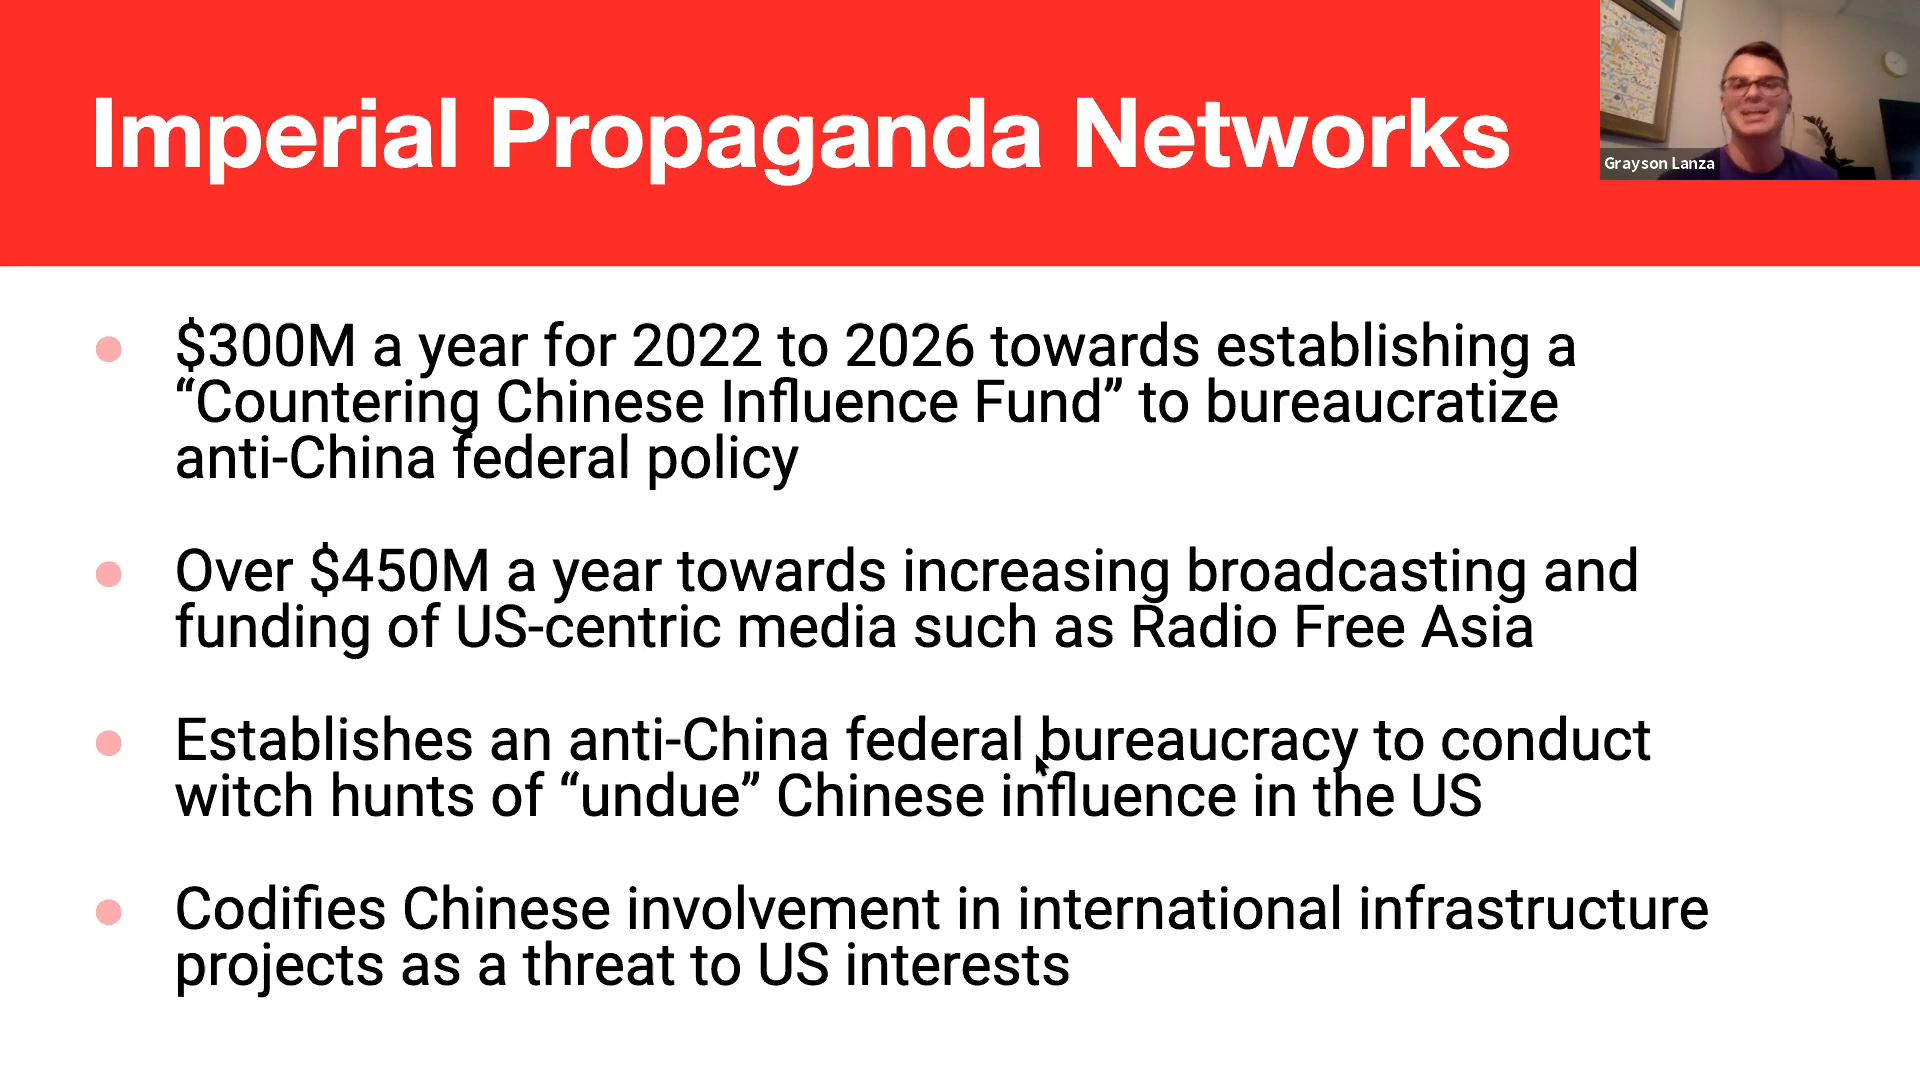 Imperial Propaganda Networks
Grayson Lanza
$300M a year for 2022 to 2026 towards establishing a
“Countering Chinese Influence Fund” to bureaucratize
anti-China federal policy
Over $450M a year towards increasing broadcasting and
funding of US-centric media such as Radio Free Asia
Establishes an anti-China federal bureaucracy to conduct
witch hunts of “undue” Chinese influence in the US
Codifies Chinese involvement in international infrastructure
projects as a threat to US interests